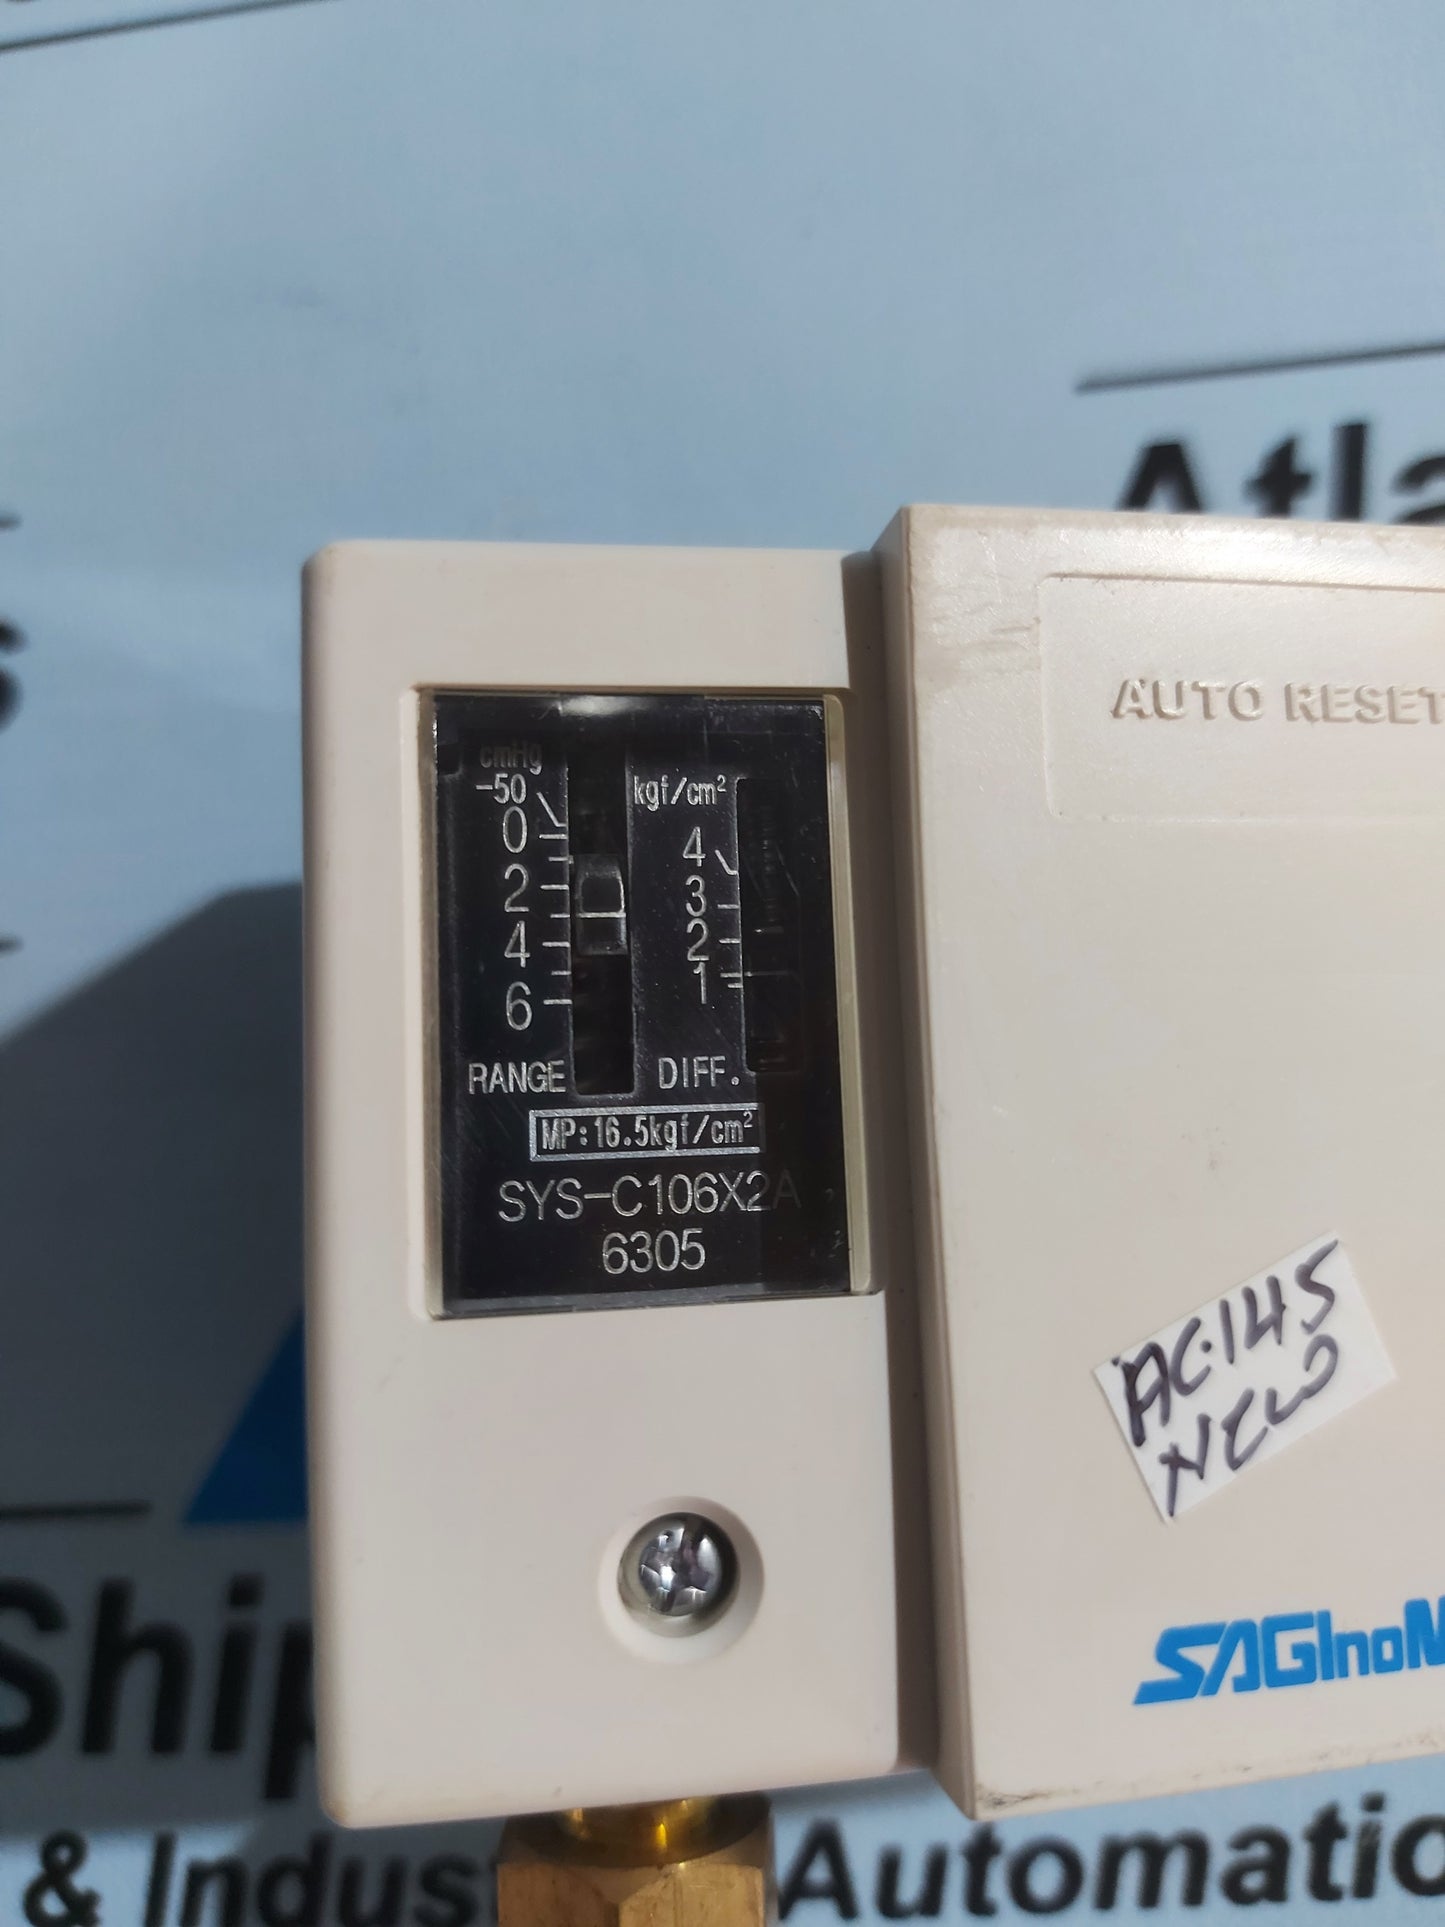 Atla
s
AUTO RESET
cmHg
-50
0
2
4
6
RANGE
kgf/cm²
4
3
2
1
DIFF.
MP:16.5kgf/cm²
SYS-C106X2A
6305
AC.145
NEW
SAGInoM
Ship
& Indus
Automatio